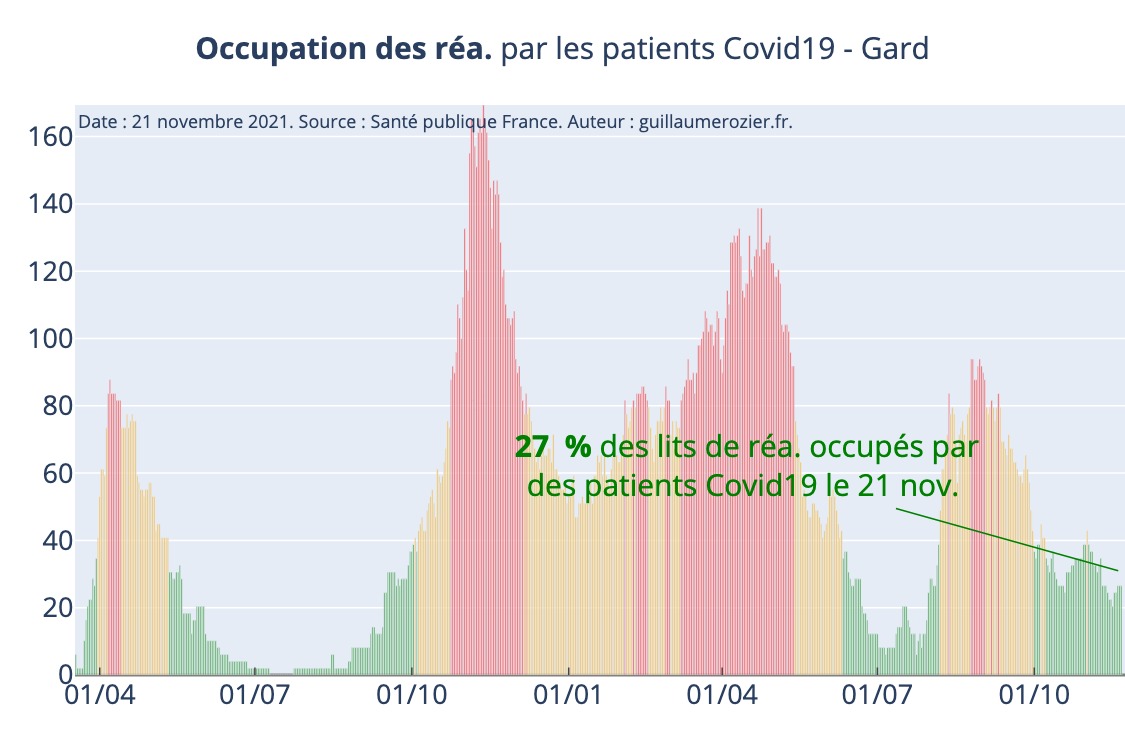 Occupation des réa. par les patients Covid19 - Gard
Date : 21 novembre 2021. Source : Santé publique France. Auteur : guillaumerozier.fr.
160
140
120
100
80
60
40
20
0
27 % des lits de réa. occupés par
des patients Covid19 le 21 nov.
01/04 01/07 01/10 01/01 01/04 01/07 01/10